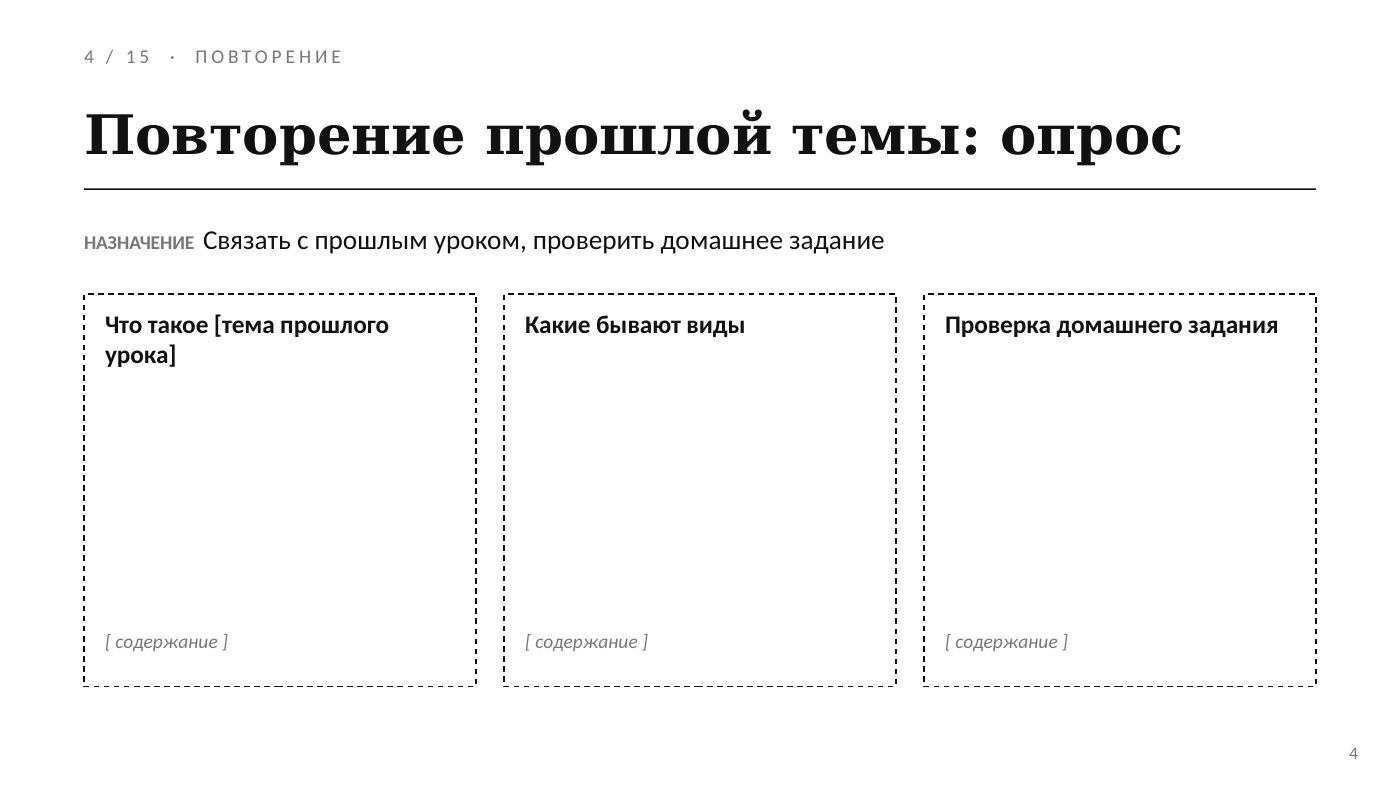 4 / 15 · ПОВТОРЕНИЕ
Повторение прошлой темы: опрос
НАЗНАЧЕНИЕ Связать с прошлым уроком, проверить домашнее задание
Что такое [тема прошлого
урока]
[ содержание ]
Какие бывают виды
[ содержание ]
Проверка домашнего задания
[ содержание ]
4